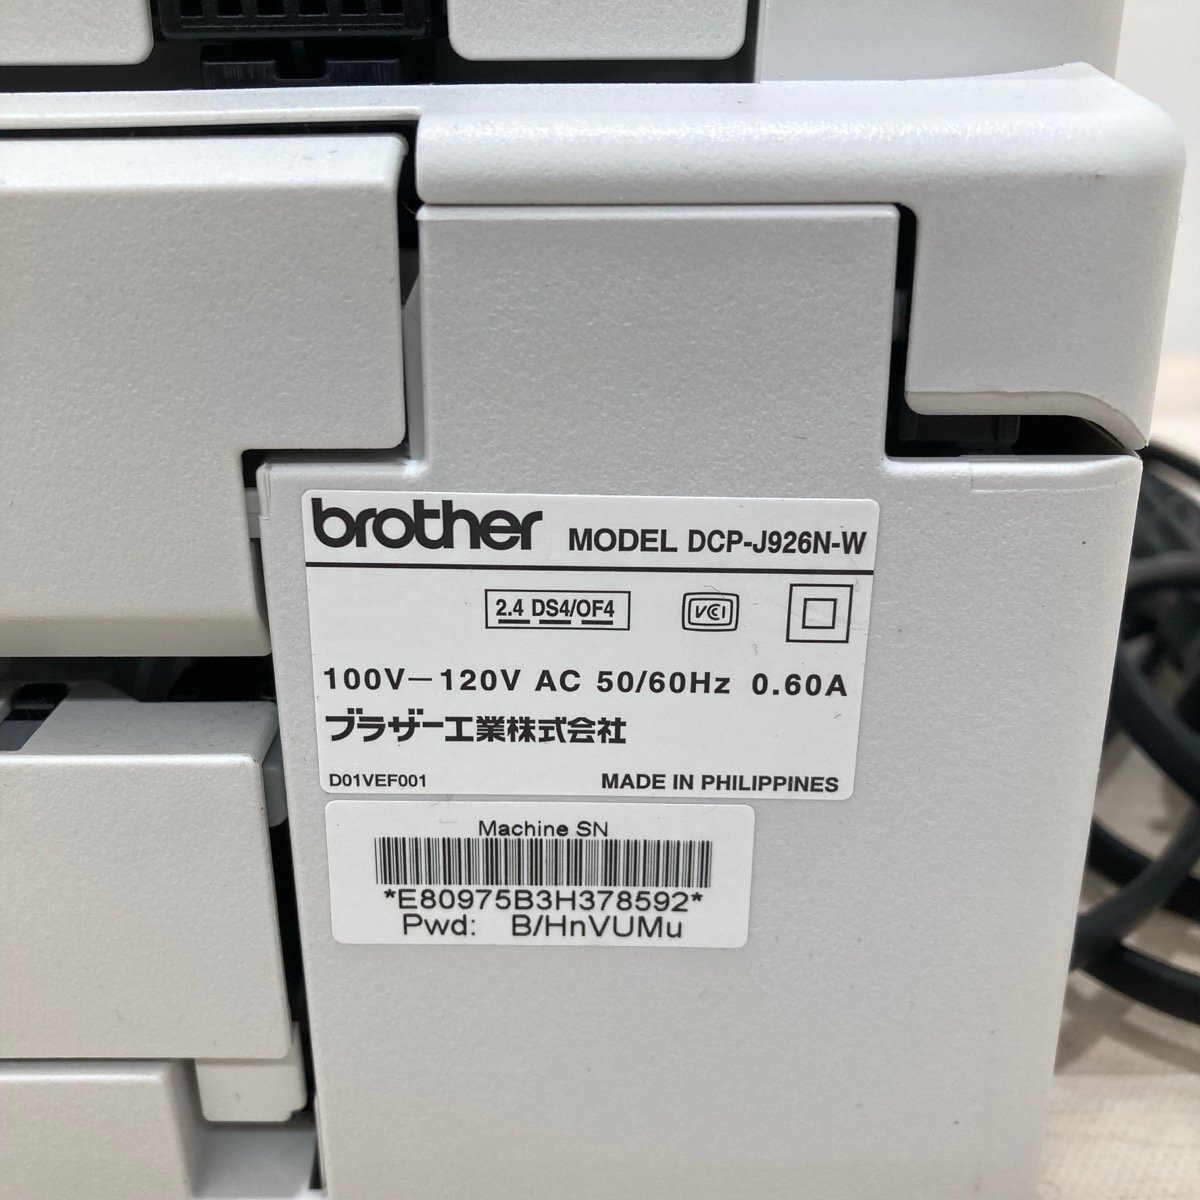 brother MODEL DCP-J926N-W
2.4 DS4/OF4 VCCI
100V－120V AC 50/60Hz 0.60A
ブラザー工業株式会社
D01VEF001 MADE IN PHILIPPINES
Machine SN
*E80975B3H378592*
Pwd: B/HnVUMu